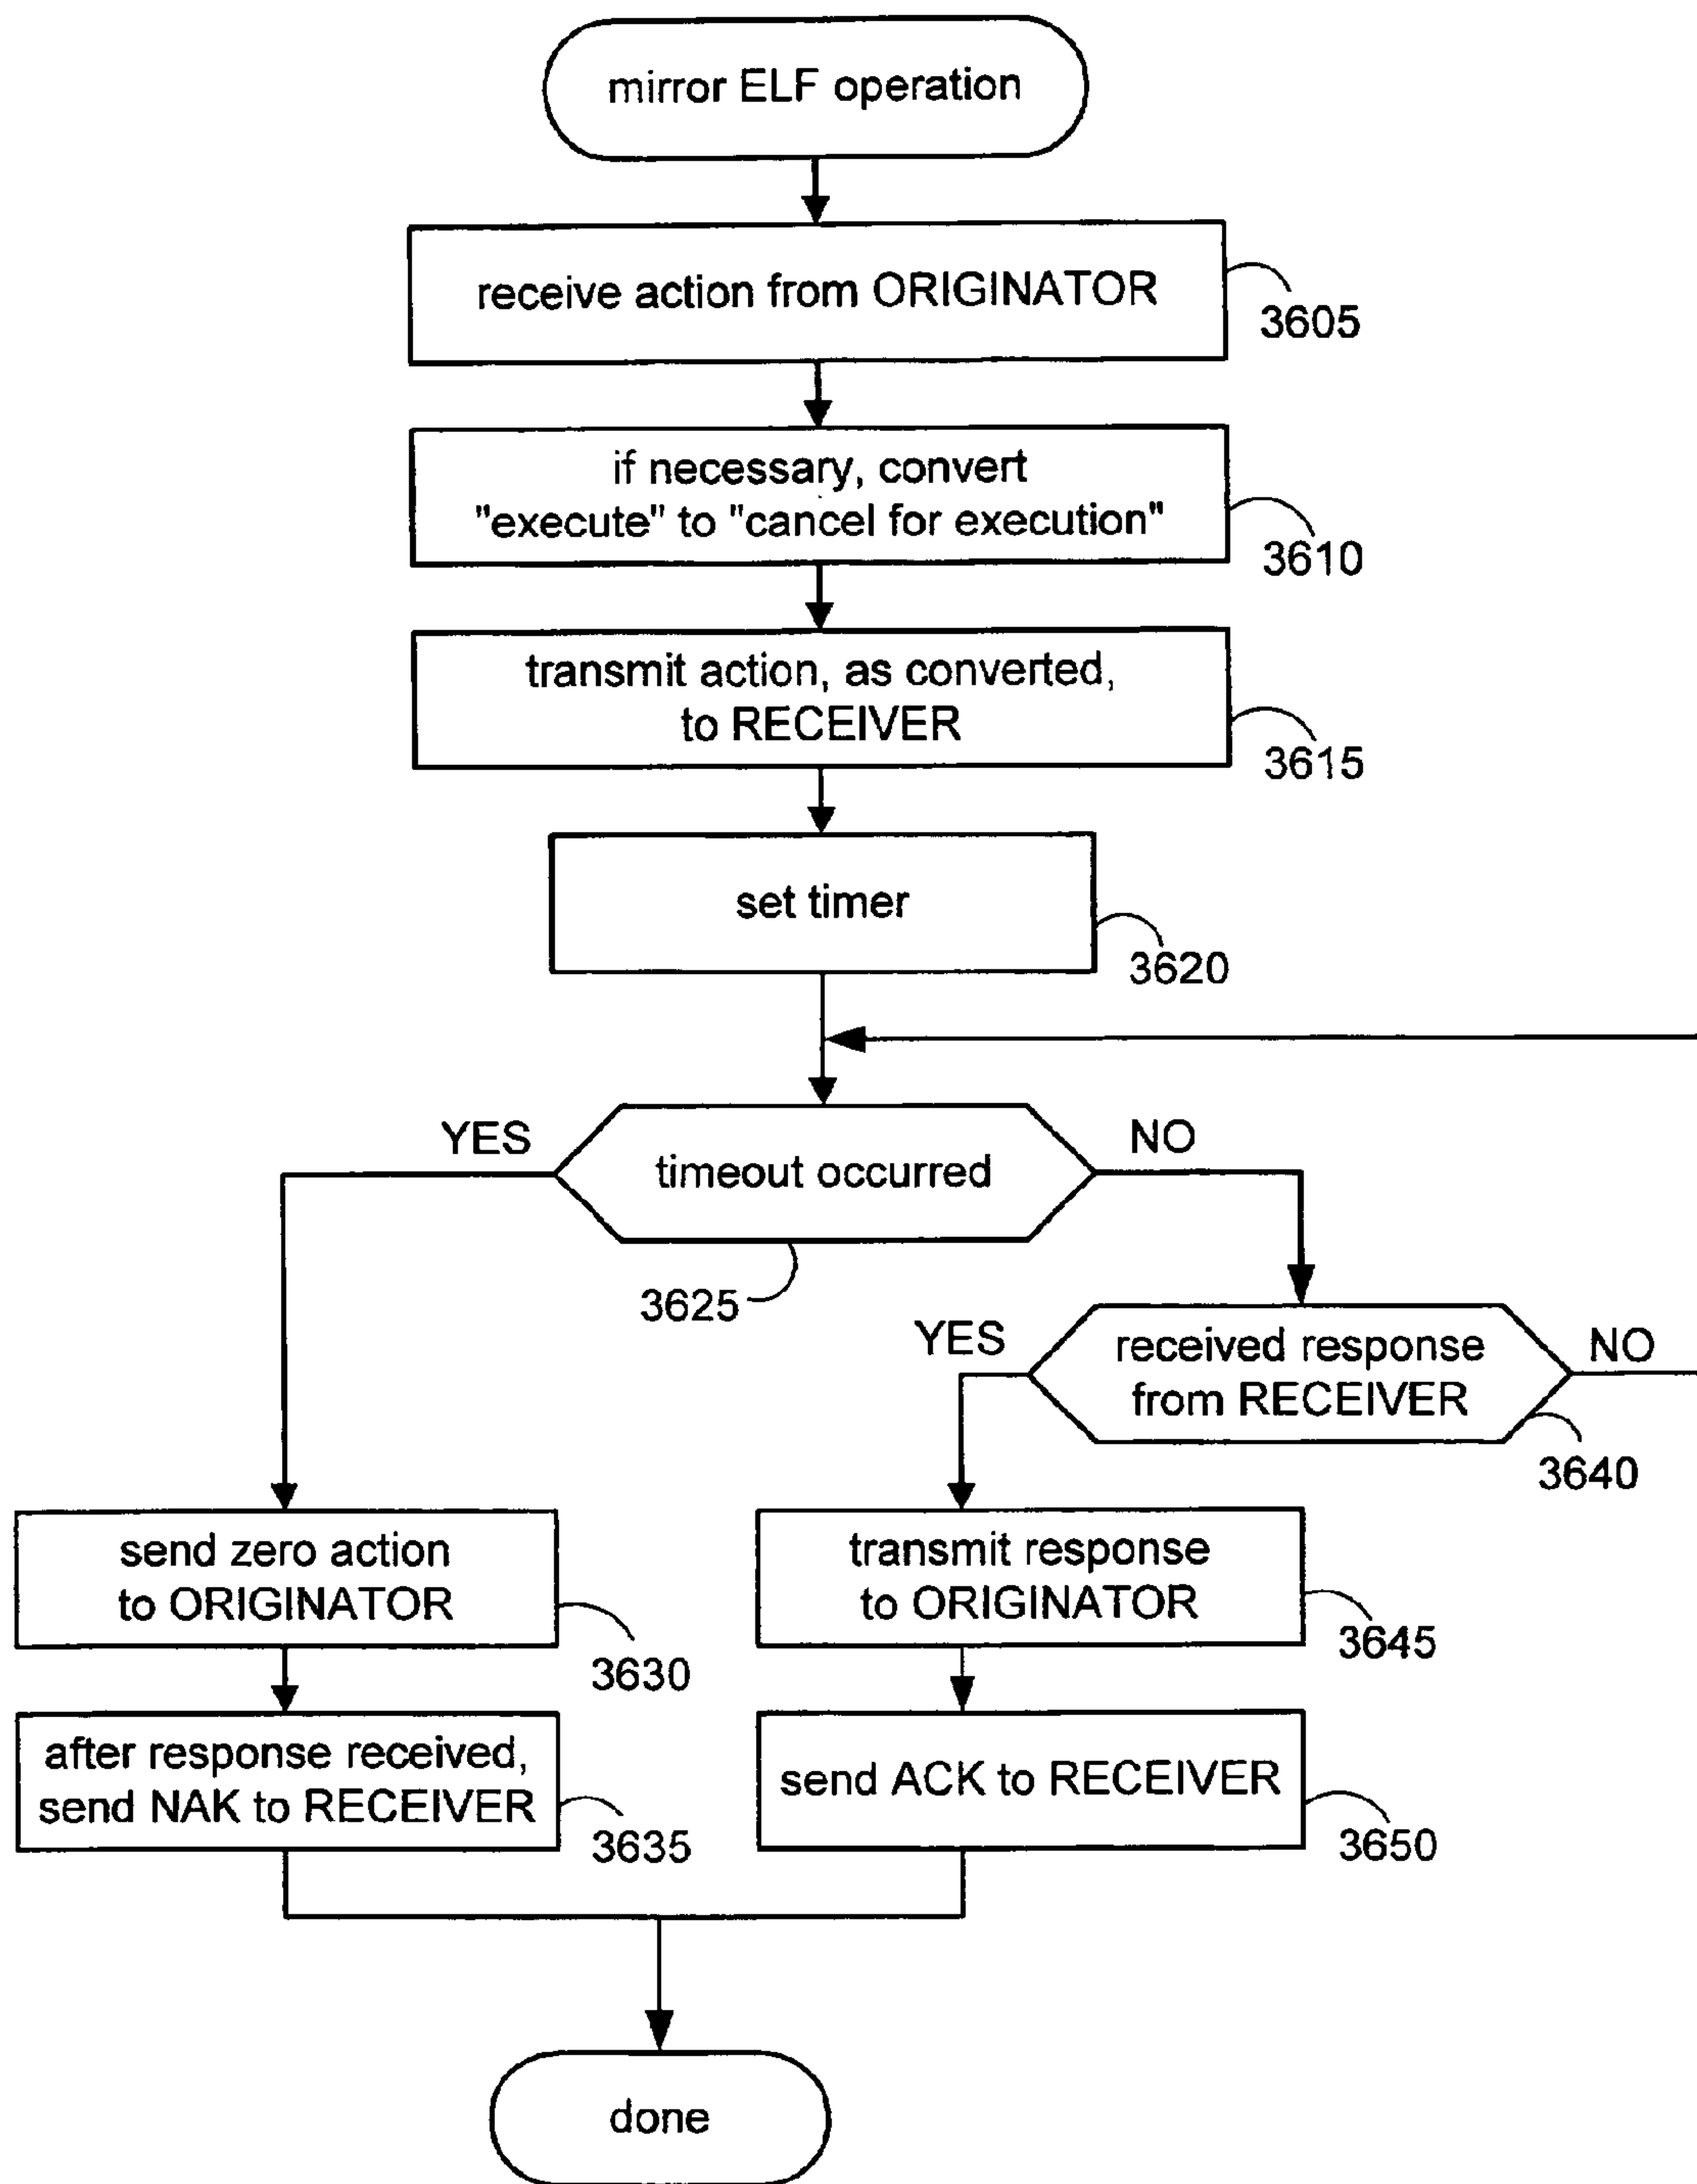 mirror ELF operation
receive action from ORIGINATOR
3605
if necessary, convert
"execute" to "cancel for execution"
3610
transmit action, as converted,
to RECEIVER
3615
set timer
3620
YES
timeout occurred
NO
3625
YES
received response
from RECEIVER
NO
3640
send zero action
to ORIGINATOR
3630
transmit response
to ORIGINATOR
3645
after response received,
send NAK to RECEIVER
3635
send ACK to RECEIVER
3650
done